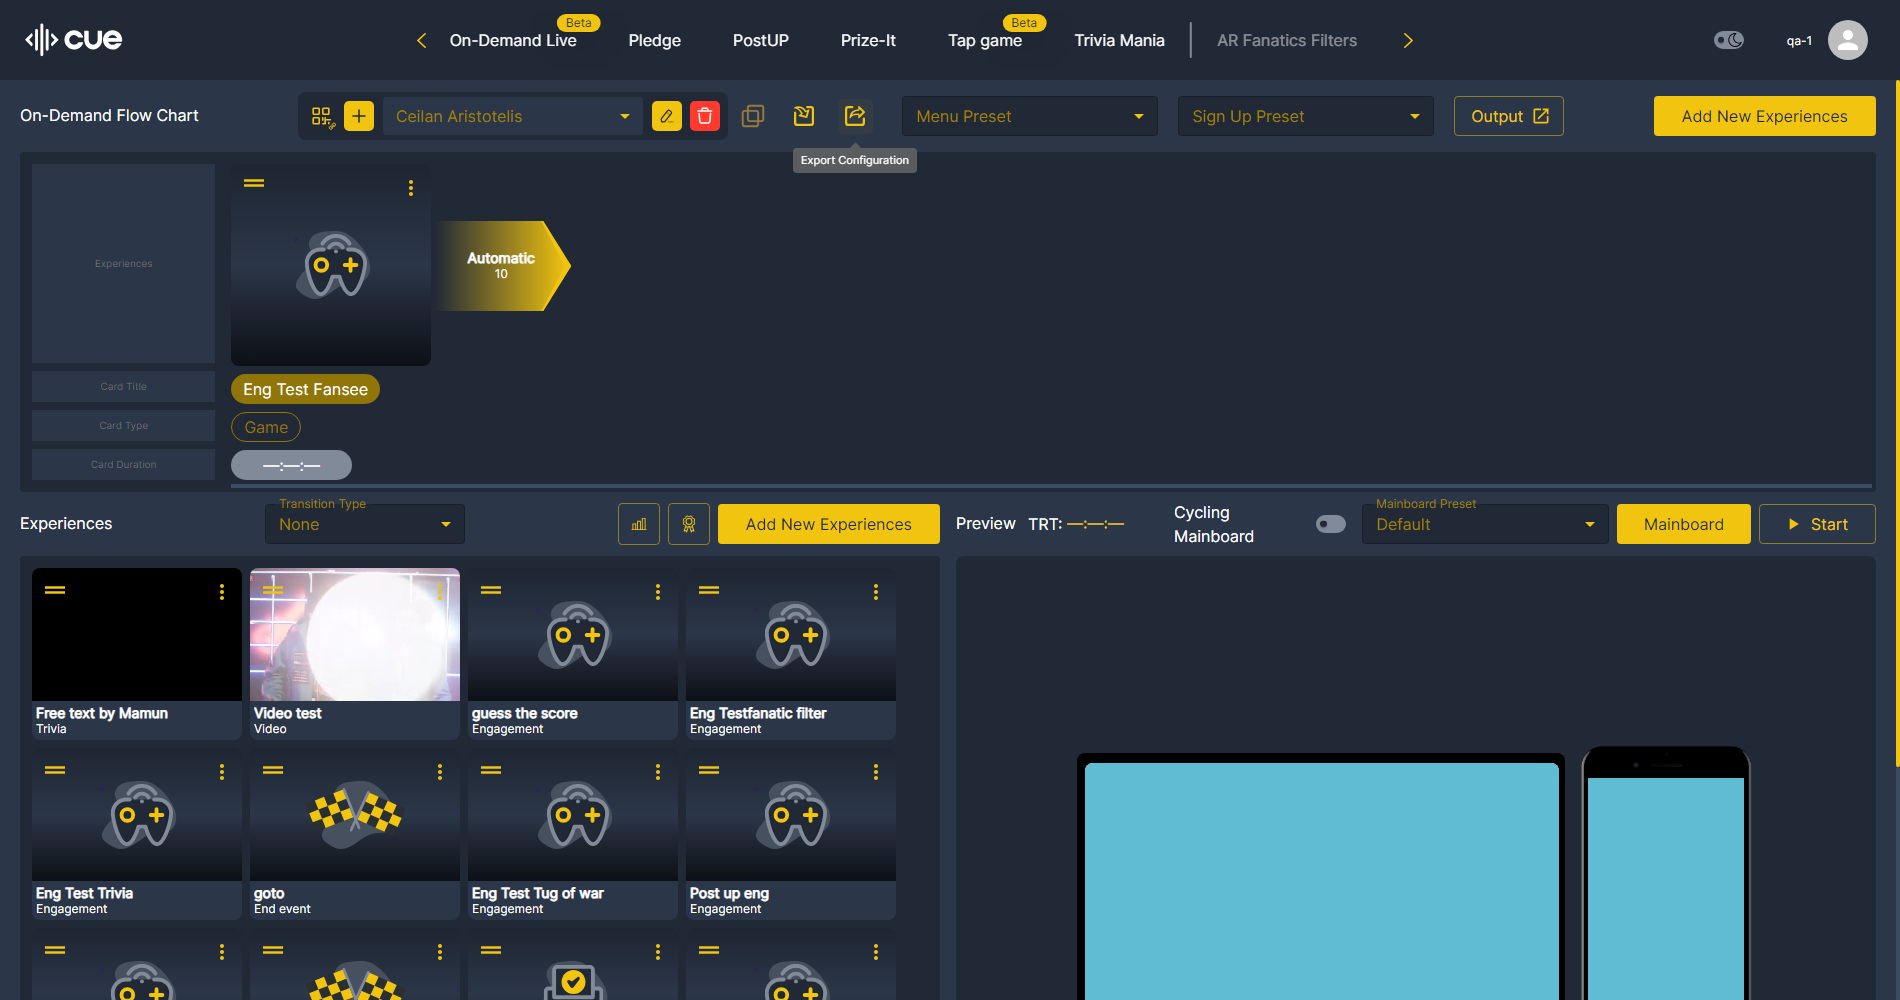 cue
On-Demand Live
Beta
Pledge
PostUP
Prize-It
Tap game
Beta
Trivia Mania
AR Fanatics Filters
qa-1
On-Demand Flow Chart
Ceilan Aristotelis
Menu Preset
Sign Up Preset
Output
Add New Experiences
Export Configuration
Experiences
Automatic
10
Card Title
Eng Test Fansee
Card Type
Game
Card Duration
—:—:—
Experiences
Transition Type
None
Add New Experiences
Preview
TRT: —:—:—
Cycling
Mainboard
Mainboard Preset
Default
Mainboard
Start
Free text by Mamun
Trivia
Video test
Video
guess the score
Engagement
Eng Testfanatic filter
Engagement
Eng Test Trivia
Engagement
goto
End event
Eng Test Tug of war
Engagement
Post up eng
Engagement